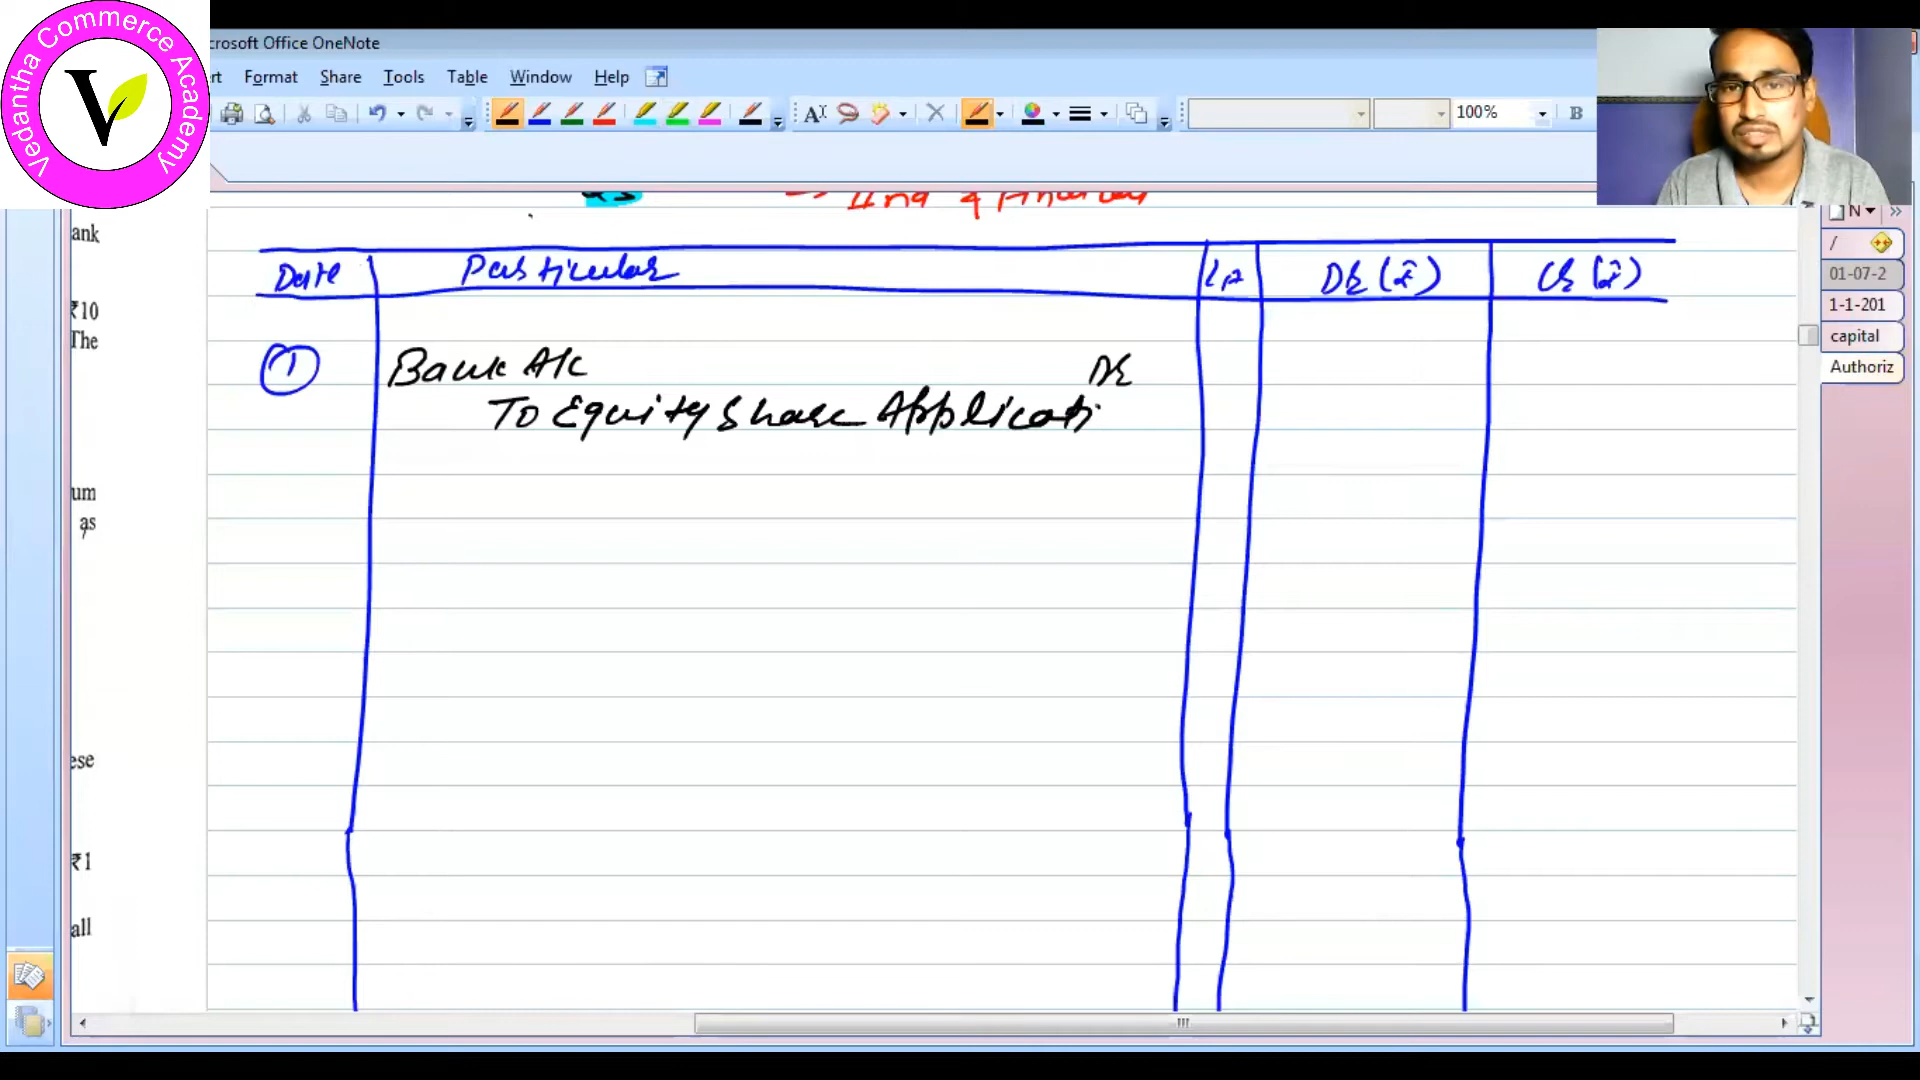 Vedantha Commerce Academy
V
crosoft Office OneNote
rt Format Share Tools Table Window Help
100% B
ank
₹10
The
um
as
ese
₹1
all
Date Particular L.F Dr (₹) Cr (₹)
1 Bank A/c Dr
To Equity Share Applicati
N
/
01-07-2
1-1-201
capital
Authoriz